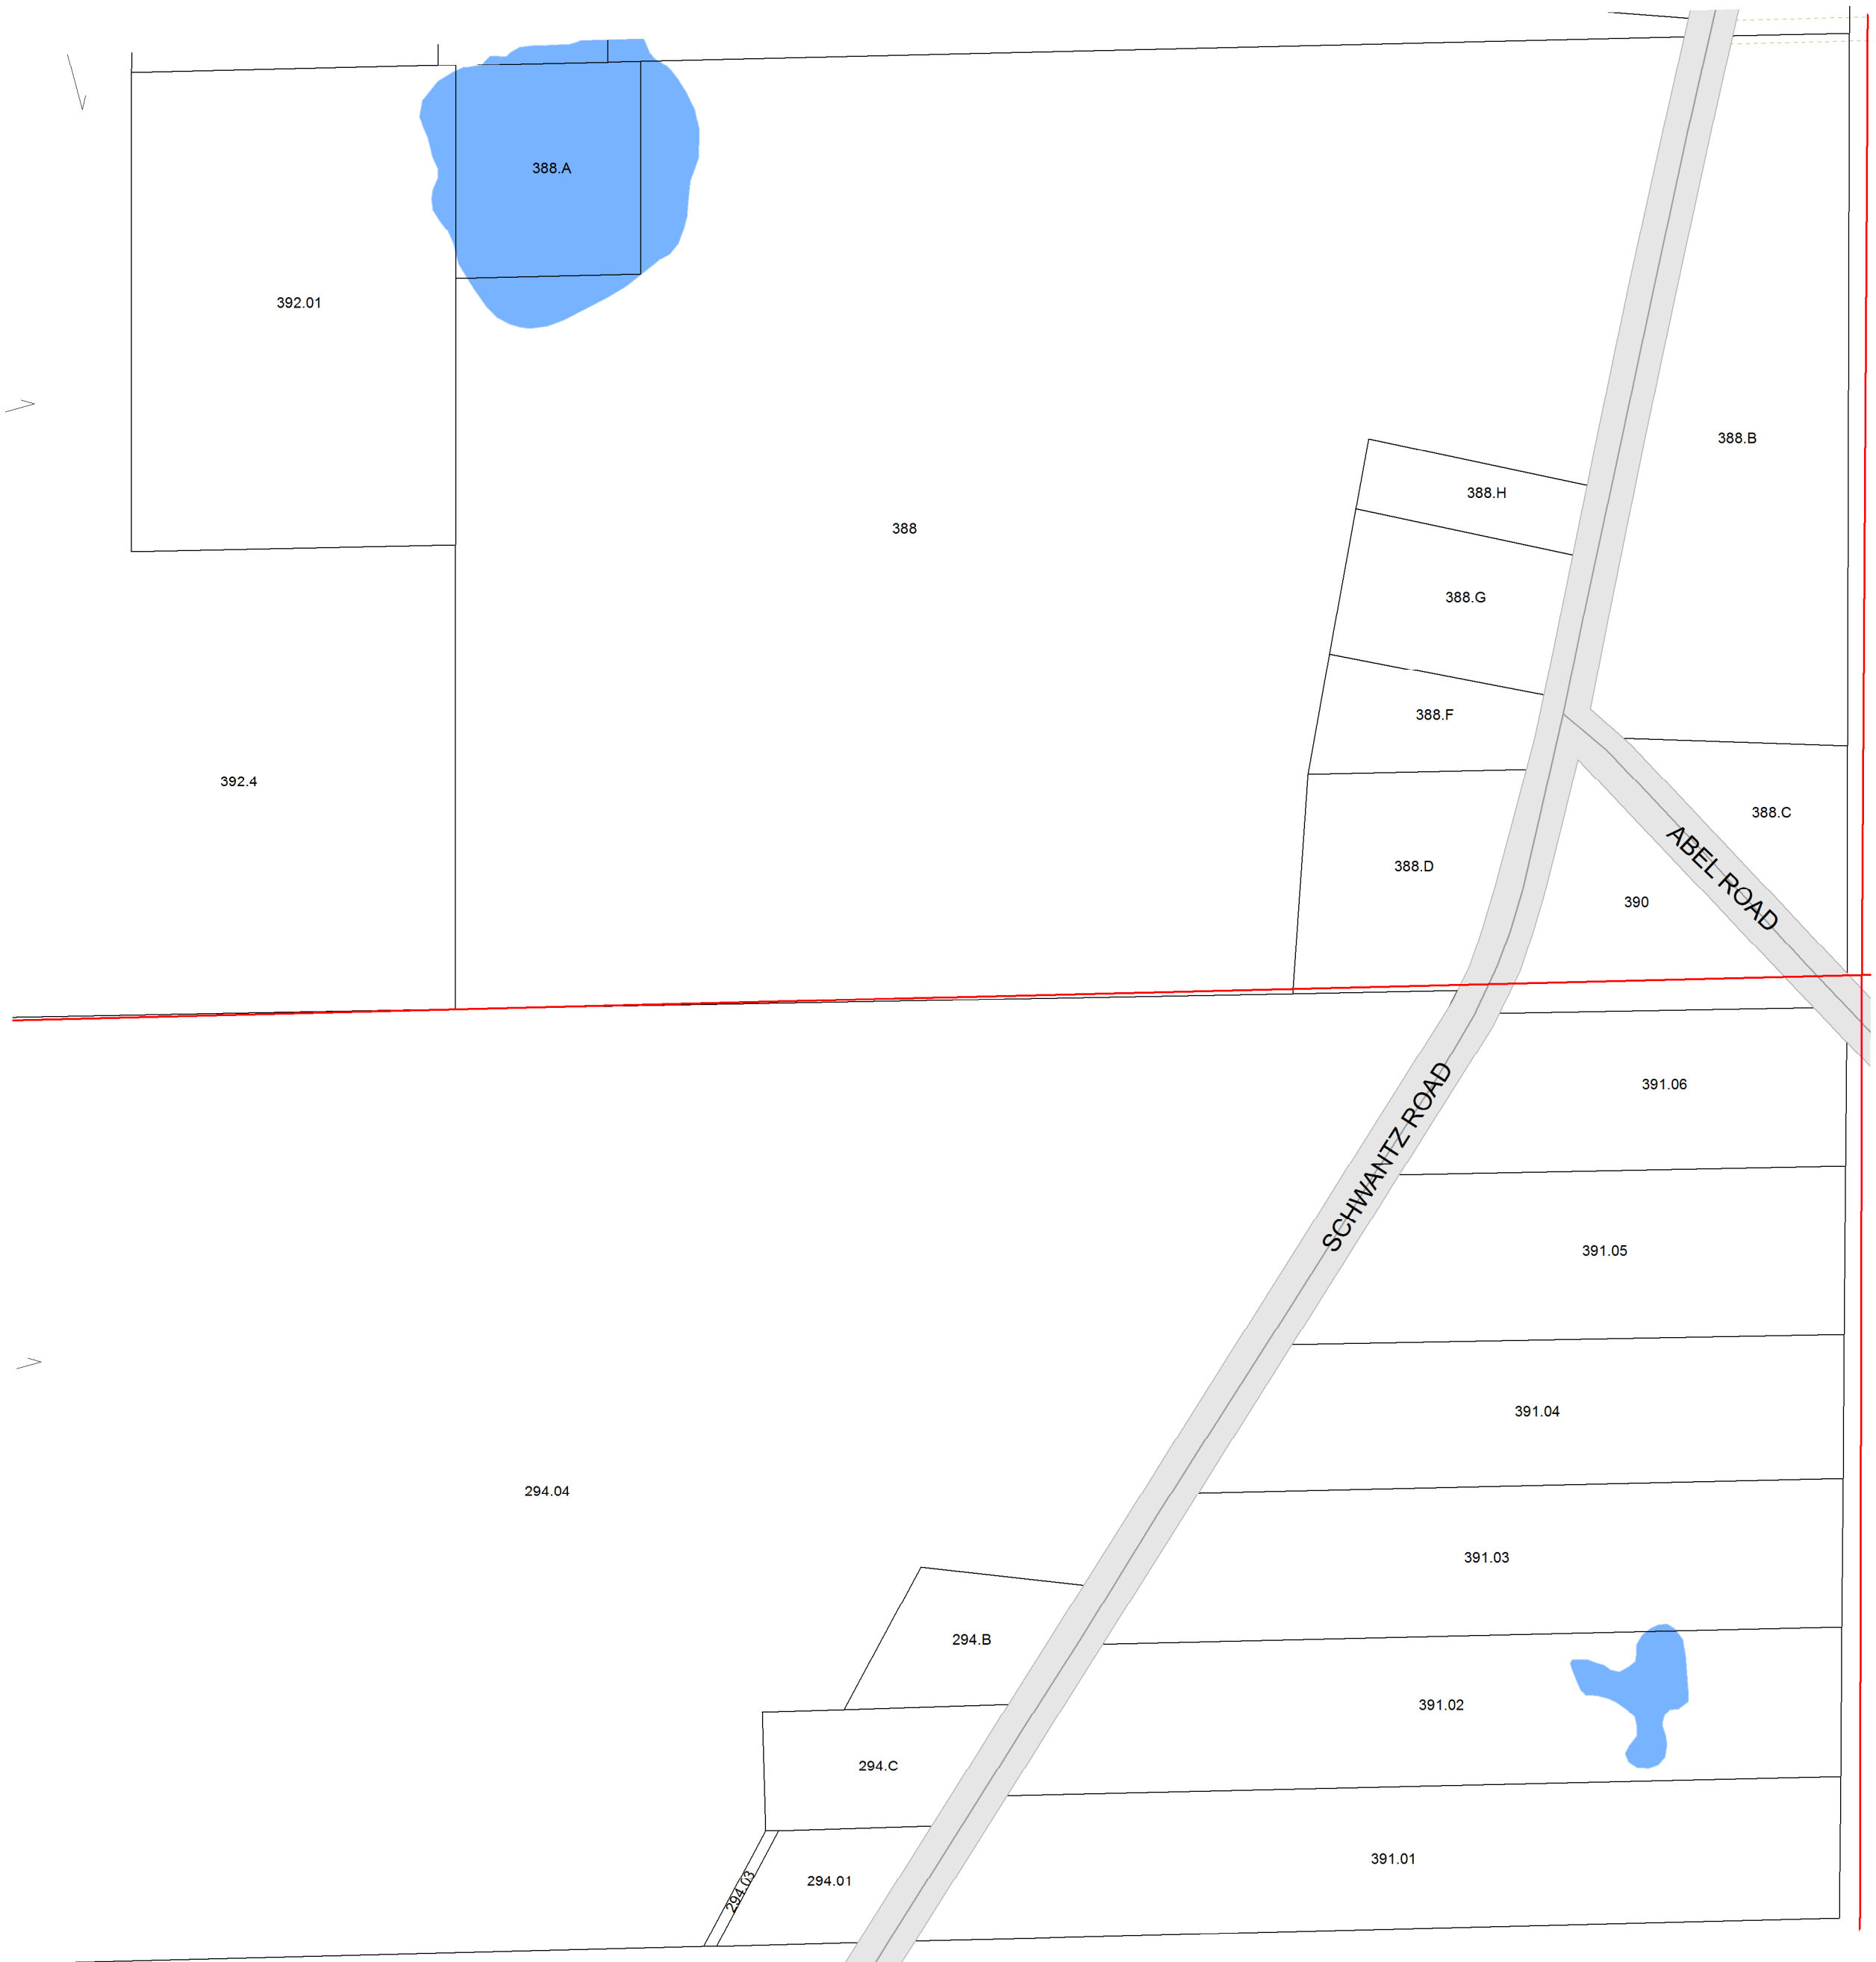 388.A
392.01
388.B
388.H
388
388.G
388.F
392.4
388.C
388.D
ABEL ROAD
390
391.06
SCHWANTZ ROAD
391.05
391.04
294.04
391.03
294.B
391.02
294.C
391.01
294.01
294.03